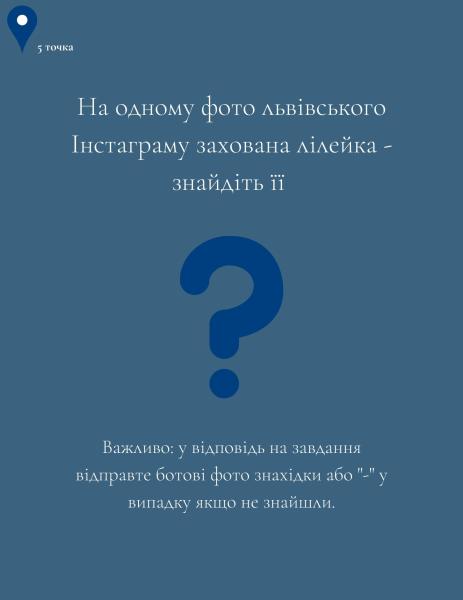 5 точка
На одному фото львівського
Інстаграму захована лілейка -
знайдіть її
?
Важливо: у відповідь на завдання
відправте ботові фото знахідки або "-" у
випадку якщо не знайшли.